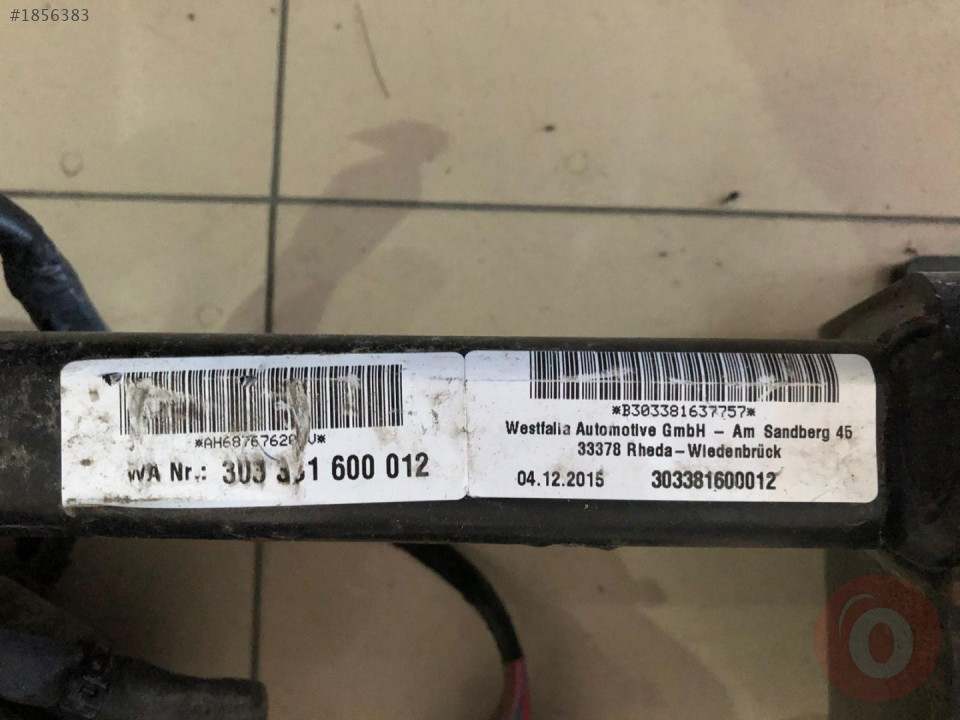 #1856383
*B303381637757*
Westfalia Automotive GmbH – Am Sandberg 45
33378 Rheda-Wiedenbrück
WA Nr.: 303 381 600 012
04.12.2015 303381600012
O